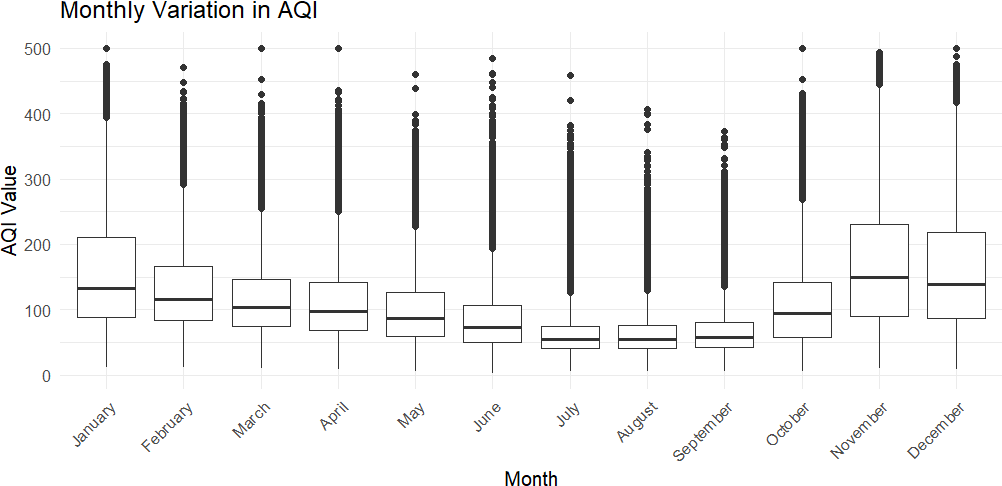 Monthly Variation in AQI
AQI Value
500
400
300
200
100
0
January
February
March
April
May
June
July
August
September
October
November
December
Month